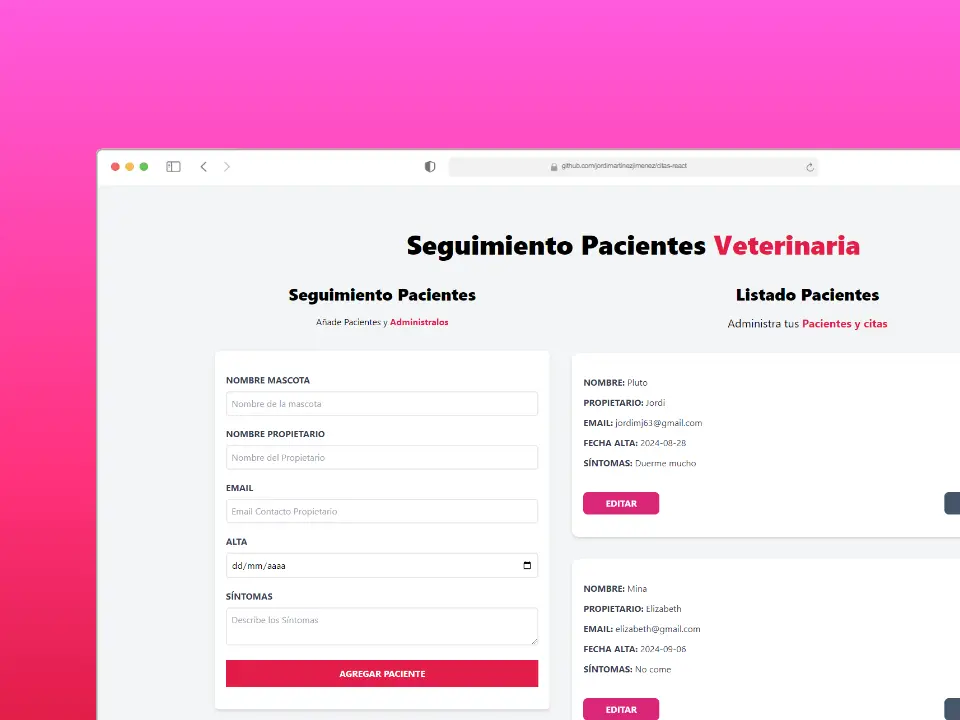 github.com/jordimartinezjimenez/citas-react
Seguimiento Pacientes Veterinaria
Seguimiento Pacientes
Añade Pacientes y Administralos
NOMBRE MASCOTA
Nombre de la mascota
NOMBRE PROPIETARIO
Nombre del Propietario
EMAIL
Email Contacto Propietario
ALTA
dd/mm/aaaa
SÍNTOMAS
Describe los Síntomas
AGREGAR PACIENTE
Listado Pacientes
Administra tus Pacientes y citas
NOMBRE: Pluto
PROPIETARIO: Jordi
EMAIL: jordimj63@gmail.com
FECHA ALTA: 2024-08-28
SÍNTOMAS: Duerme mucho
EDITAR
NOMBRE: Mina
PROPIETARIO: Elizabeth
EMAIL: elizabeth@gmail.com
FECHA ALTA: 2024-09-06
SÍNTOMAS: No come
EDITAR